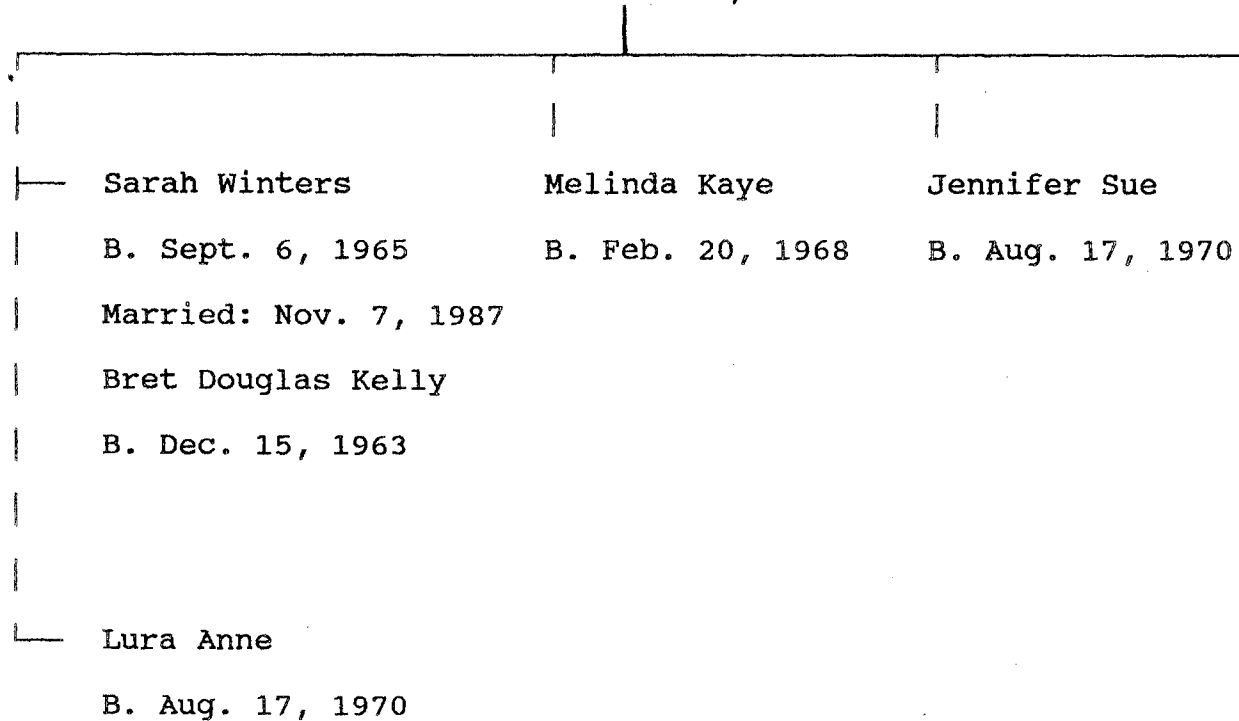 Sarah Winters Melinda Kaye Jennifer Sue
B. Sept. 6, 1965 B. Feb. 20, 1968 B. Aug. 17, 1970
Married: Nov. 7, 1987
Bret Douglas Kelly
B. Dec. 15, 1963
Lura Anne
B. Aug. 17, 1970